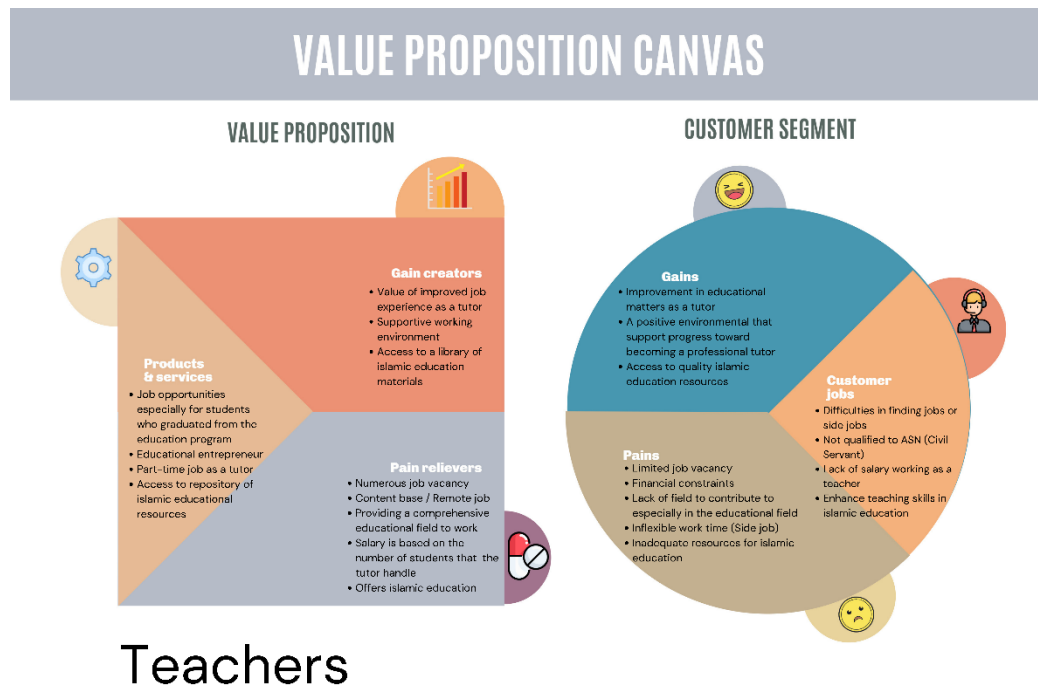 VALUE PROPOSITION CANVAS
VALUE PROPOSITION
Gain creators
• Value of improved job
experience as a tutor
• Supportive working
environment
• Access to a library of
islamic education
materials
Products
& services
• Job opportunities
especially for students
who graduated from the
education program
• Educational entrepreneur
• Part-time job as a tutor
• Access to repository of
islamic educational
resources
Pain relievers
• Numerous job vacancy
• Content base / Remote job
• Providing a comprehensive
educational field to work
• Salary is based on the
number of students that the
tutor handle
• Offers islamic education
CUSTOMER SEGMENT
Gains
• Improvement in educational
matters as a tutor
• A positive environmental that
support progress toward
becoming a professional tutor
• Access to quality islamic
education resources
Customer
jobs
• Difficulties in finding jobs or
side jobs
• Not qualified to ASN (Civil
Servant)
• Lack of salary working as a
teacher
• Enhance teaching skills in
islamic education
Pains
• Limited job vacancy
• Financial constraints
• Lack of field to contribute to
especially in the educational field
• Inflexible work time (Side job)
• Inadequate resources for islamic
education
Teachers